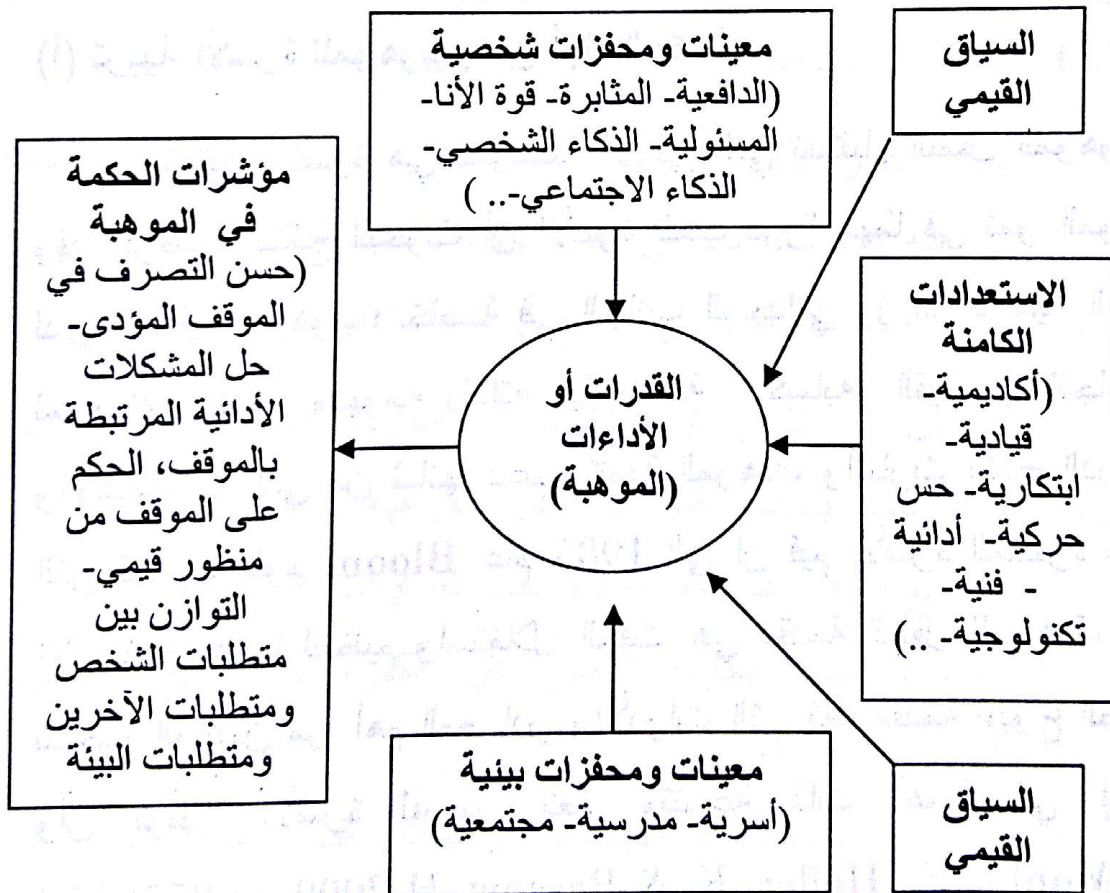 السياق
القيمي
معينات ومحفزات شخصية
(الدافعية- المثابرة- قوة الأنا-
المسئولية- الذكاء الشخصي-
الذكاء الاجتماعي-.. )
الاستعدادات
الكامنة
(أكاديمية-
قيادية-
ابتكارية- حس
حركية- أدائية
- فنية-
تكنولوجية- ..)
القدرات أو
الأداءات
(الموهبة)
مؤشرات الحكمة
في الموهبة
(حسن التصرف في
الموقف المؤدى-
حل المشكلات
الأدائية المرتبطة
بالموقف، الحكم
على الموقف من
منظور قيمي-
التوازن بين
متطلبات الشخص
ومتطلبات الآخرين
ومتطلبات البيئة
معينات ومحفزات بيئية
(أسرية- مدرسية- مجتمعية)
السياق
القيمي